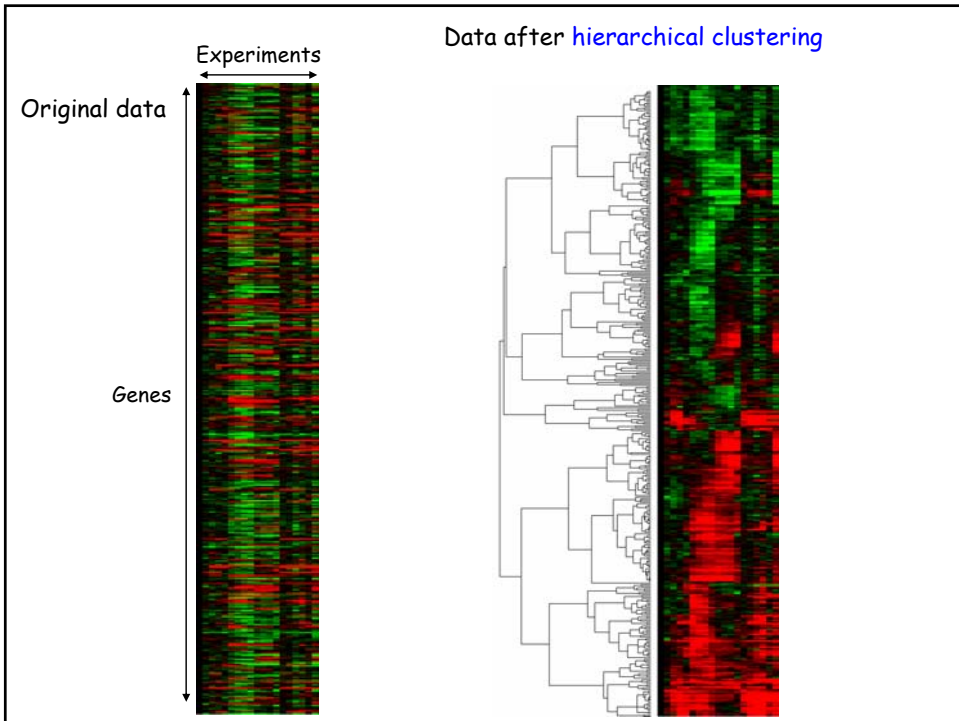 Data after hierarchical clustering
Experiments
Original data
Genes